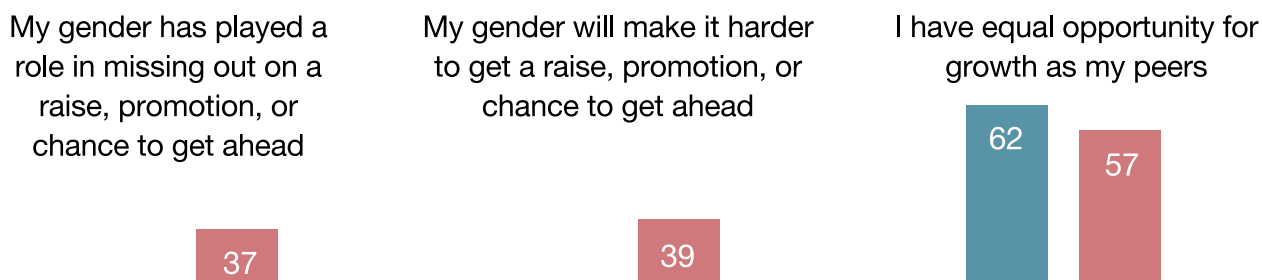 My gender has played a
role in missing out on a
raise, promotion, or
chance to get ahead
My gender will make it harder
to get a raise, promotion, or
chance to get ahead
I have equal opportunity for
growth as my peers
62
57
37
39